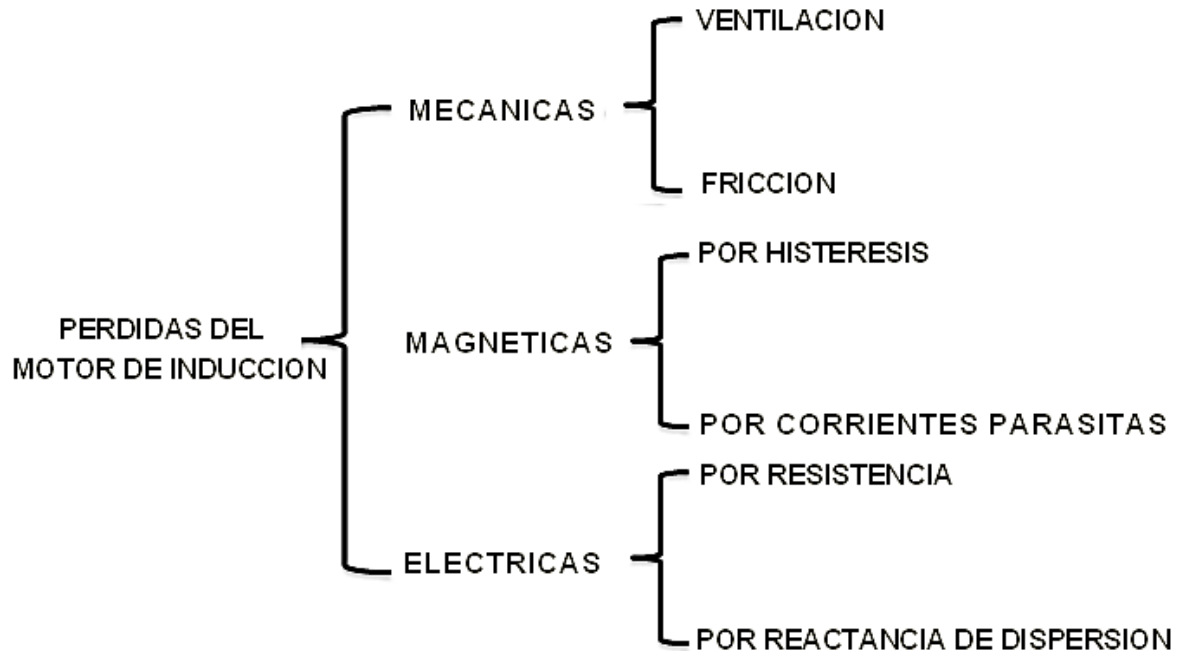 PERDIDAS DEL
MOTOR DE INDUCCION
MECANICAS
VENTILACION
FRICCION
MAGNETICAS
POR HISTERESIS
POR CORRIENTES PARASITAS
ELECTRICAS
POR RESISTENCIA
POR REACTANCIA DE DISPERSION